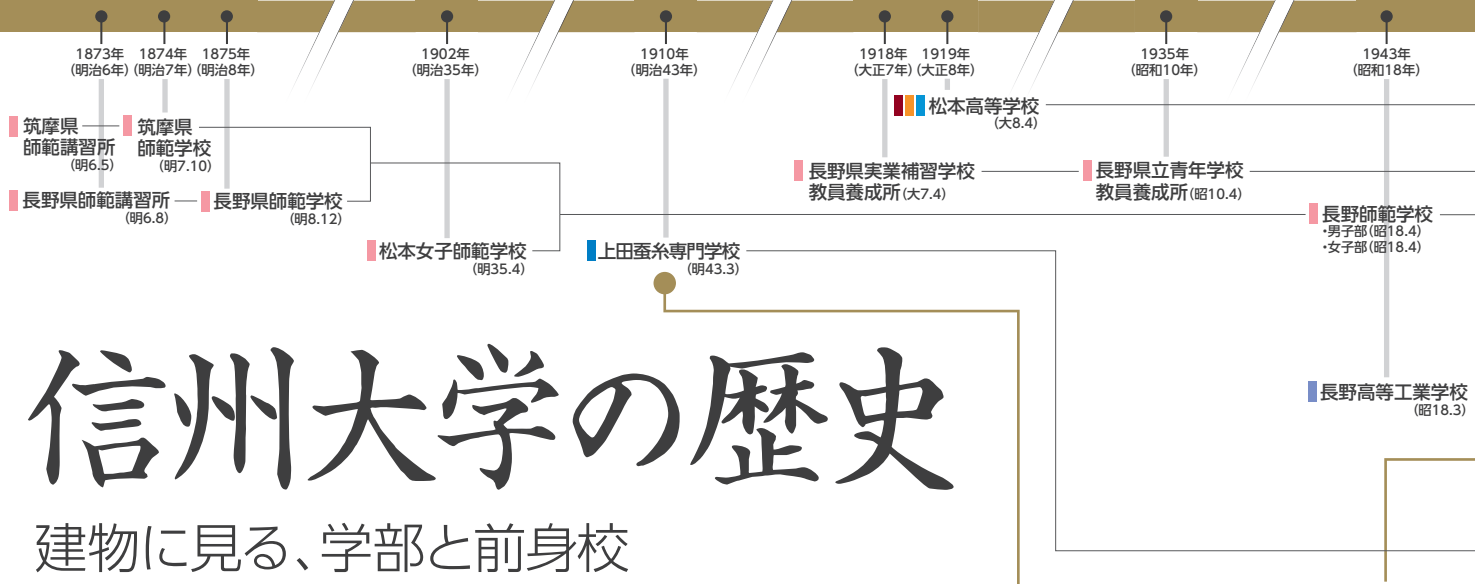 1873年
(明治6年)
1874年
(明治7年)
1875年
(明治8年)
1902年
(明治35年)
1910年
(明治43年)
1918年
(大正7年)
1919年
(大正8年)
1935年
(昭和10年)
1943年
(昭和18年)
松本高等学校
(大8.4)
筑摩県
師範講習所
(明6.5)
筑摩県
師範学校
(明7.10)
長野県実業補習学校
教員養成所(大7.4)
長野県立青年学校
教員養成所(昭10.4)
長野県師範講習所
(明6.8)
長野県師範学校
(明8.12)
長野師範学校
・男子部(昭18.4)
・女子部(昭18.4)
松本女子師範学校
(明35.4)
上田蚕糸専門学校
(明43.3)
長野高等工業学校
(昭18.3)
信州大学の歴史
建物に見る、学部と前身校